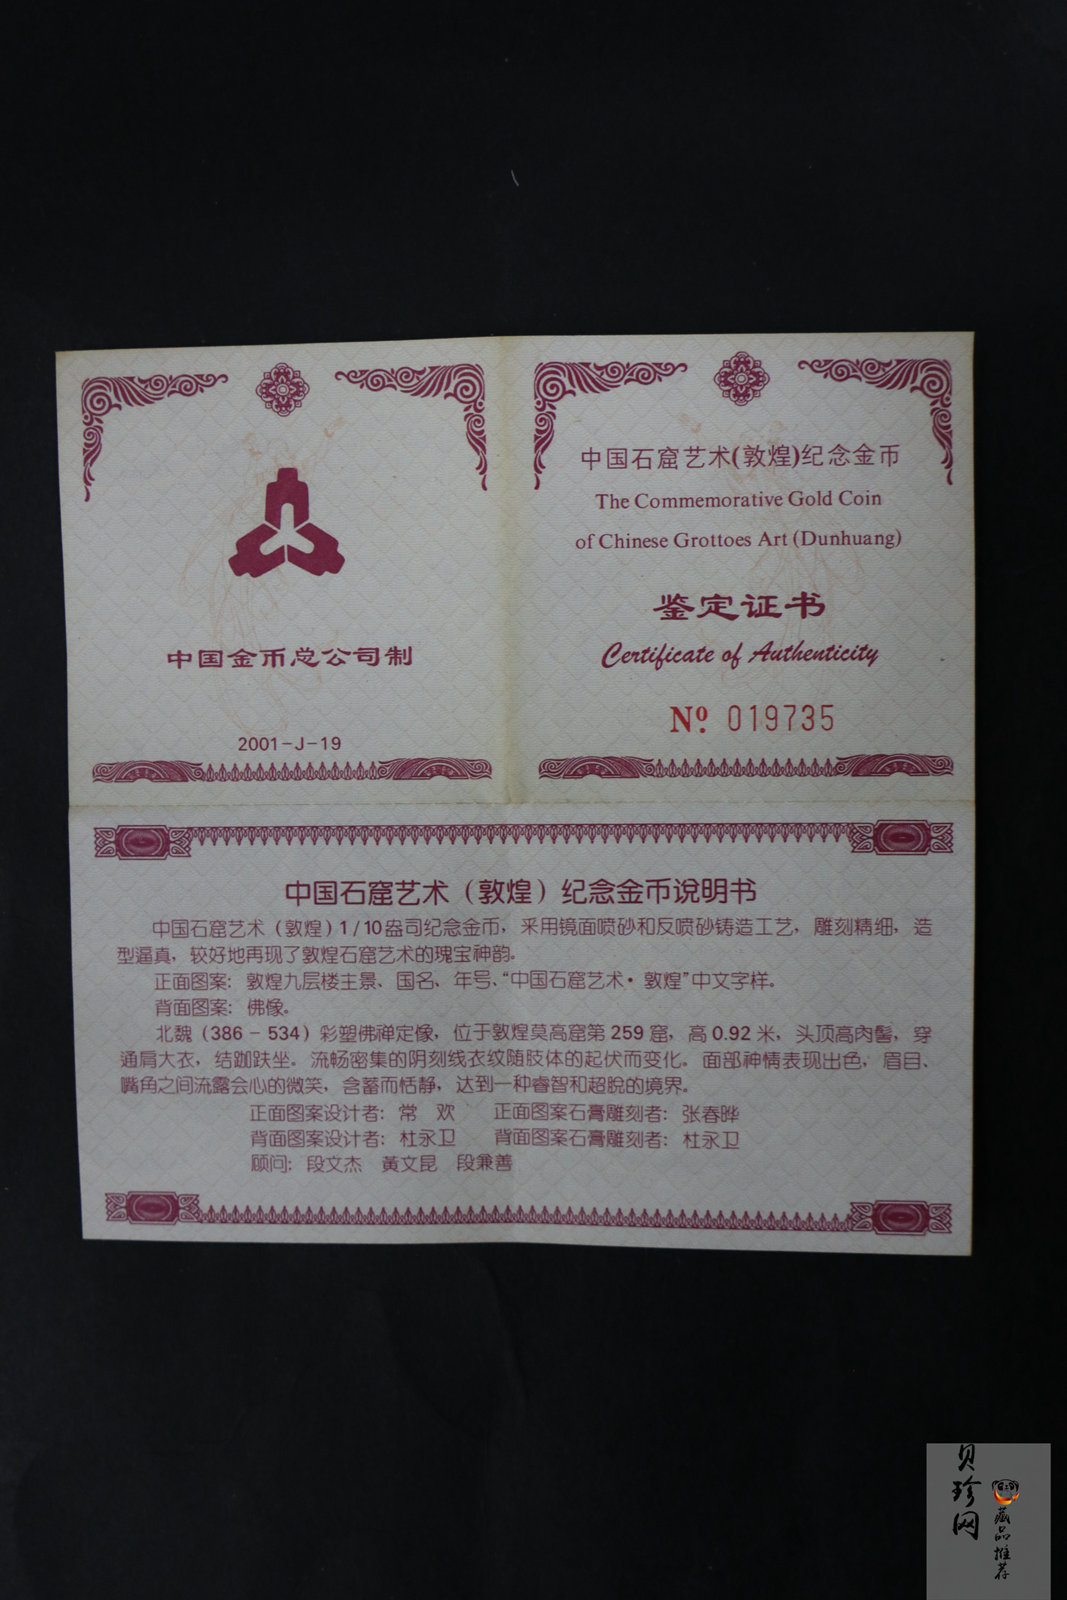 中国金币总公司制
2001-J-19
中国石窟艺术(敦煌)纪念金币
The Commemorative Gold Coin
of Chinese Grottoes Art (Dunhuang)
鉴定证书
Certificate of Authenticity
Nº 019735
中国石窟艺术（敦煌）纪念金币说明书
中国石窟艺术（敦煌）1/10盎司纪念金币，采用镜面喷砂和反喷砂铸造工艺，雕刻精细，造
型逼真，较好地再现了敦煌石窟艺术的瑰宝神韵。
正面图案：敦煌九层楼主景、国名、年号、“中国石窟艺术·敦煌”中文字样。
背面图案：佛像。
北魏（386－534）彩塑佛禅定像，位于敦煌莫高窟第259窟，高0.92米，头顶高肉髻，穿
通肩大衣，结跏趺坐。流畅密集的阴刻线衣纹随肢体的起伏而变化。面部神情表现出色，眉目、
嘴角之间流露会心的微笑，含蓄而恬静，达到一种睿智和超脱的境界。
正面图案设计者：常　欢　　正面图案石膏雕刻者：张春晔
背面图案设计者：杜永卫　　背面图案石膏雕刻者：杜永卫
顾问：段文杰　黄文昆　段兼善
贝珍网
藏品推荐